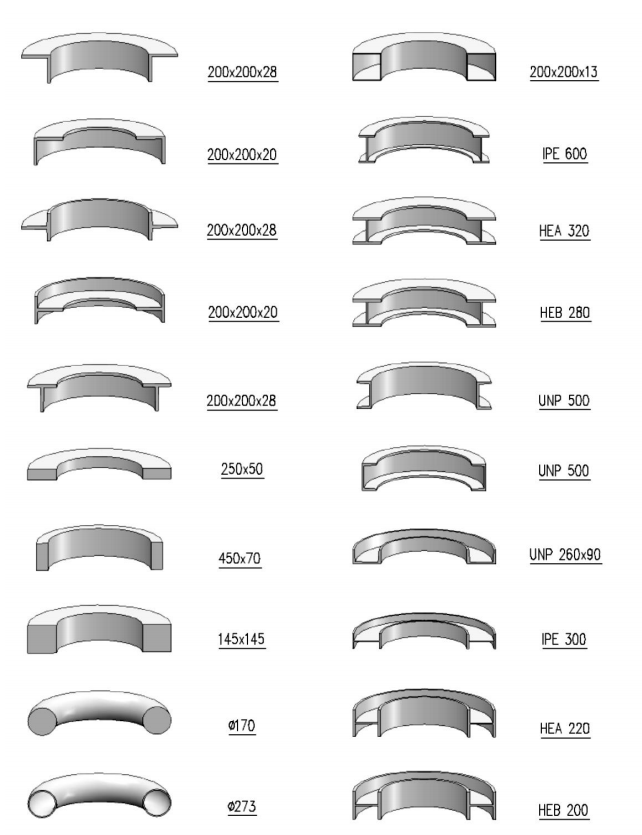 200x200x28
200x200x20
200x200x28
200x200x20
200x200x28
250x50
450x70
145x145
ø170
ø273
200x200x13
IPE 600
HEA 320
HEB 280
UNP 500
UNP 500
UNP 260x90
IPE 300
HEA 220
HEB 200